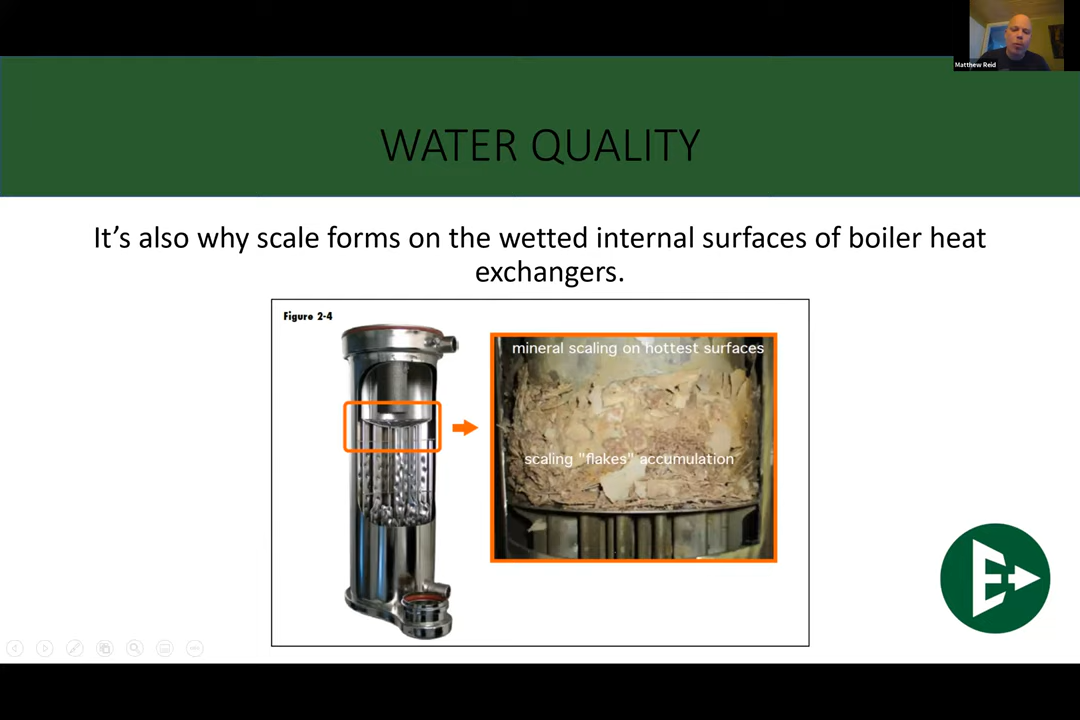 Matthew Reid
WATER QUALITY
It’s also why scale forms on the wetted internal surfaces of boiler heat
exchangers.
Figure 2-4
mineral scaling on hottest surfaces
scaling "flakes" accumulation
E